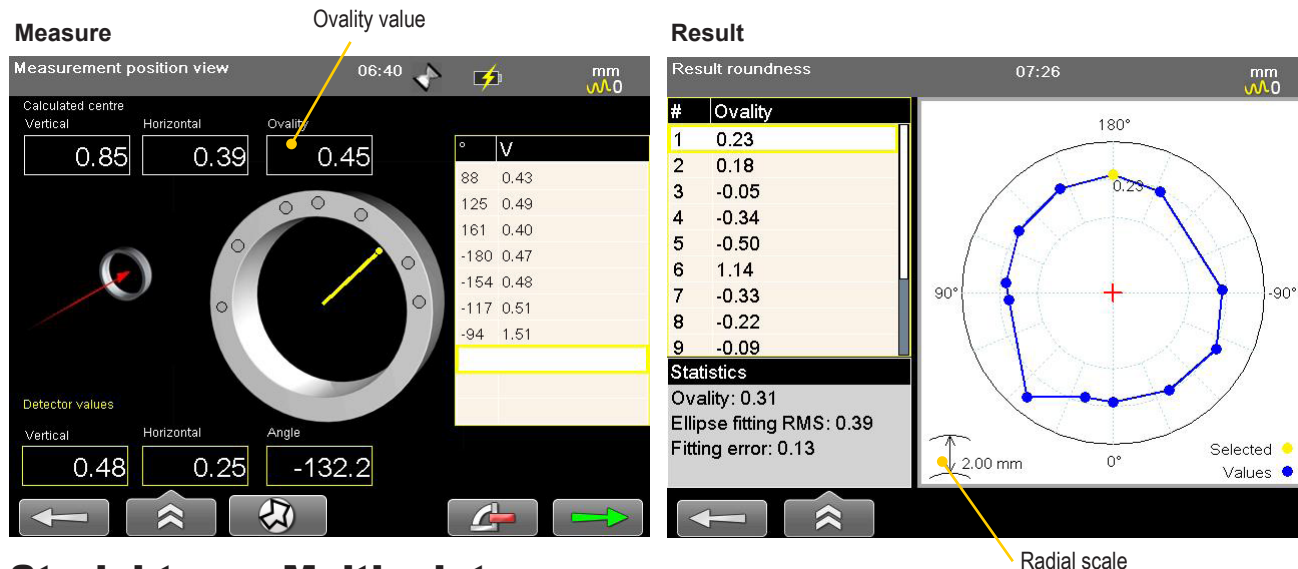 Ovality value
Measure
Measurement position view 06:40 mm
0
Calculated centre
Vertical Horizontal Ovality
0.85 0.39 0.45
° V
88 0.43
125 0.49
161 0.40
-180 0.47
-154 0.48
-117 0.51
-94 1.51
Detector values
Vertical Horizontal Angle
0.48 0.25 -132.2
Result
Result roundness 07:26 mm
0
# Ovality
1 0.23
2 0.18
3 -0.05
4 -0.34
5 -0.50
6 1.14
7 -0.33
8 -0.22
9 -0.09
Statistics
Ovality: 0.31
Ellipse fitting RMS: 0.39
Fitting error: 0.13
180°
0.23
90° -90°
0°
2.00 mm
Selected
Values
Radial scale